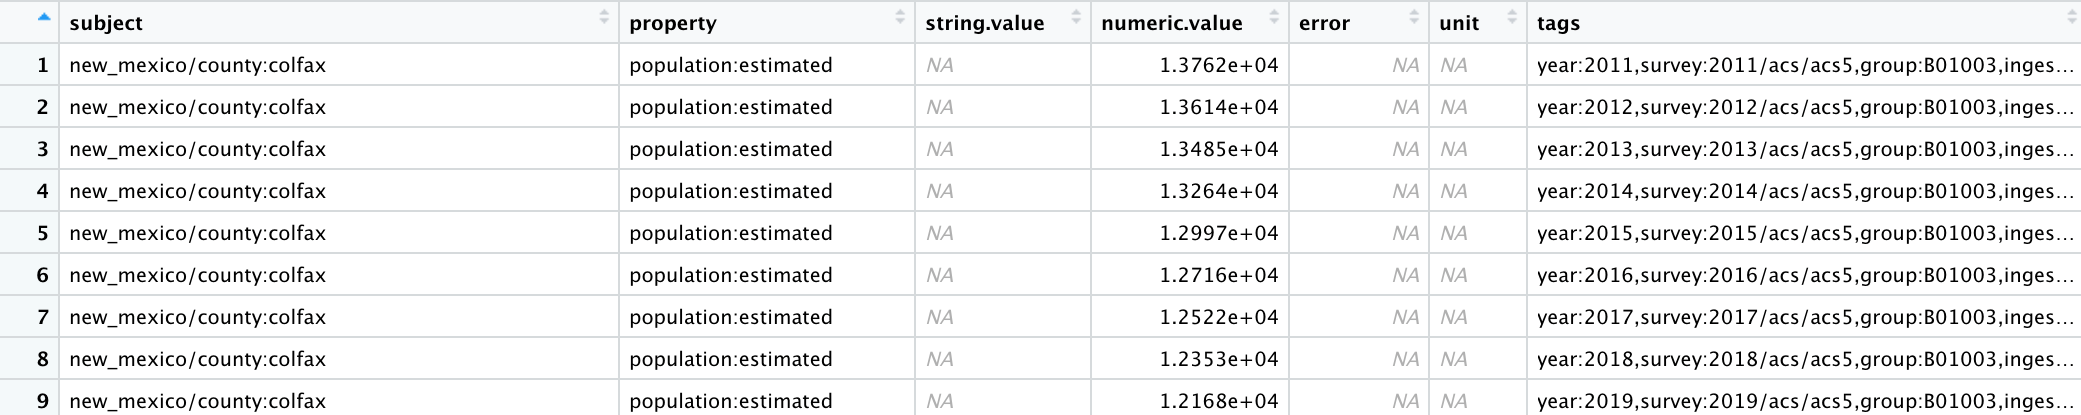 subject property string.value numeric.value error unit tags
1 new_mexico/county:colfax population:estimated NA 1.3762e+04 NA NA year:2011,survey:2011/acs/acs5,group:B01003,inges...
2 new_mexico/county:colfax population:estimated NA 1.3614e+04 NA NA year:2012,survey:2012/acs/acs5,group:B01003,inges...
3 new_mexico/county:colfax population:estimated NA 1.3485e+04 NA NA year:2013,survey:2013/acs/acs5,group:B01003,inges...
4 new_mexico/county:colfax population:estimated NA 1.3264e+04 NA NA year:2014,survey:2014/acs/acs5,group:B01003,inges...
5 new_mexico/county:colfax population:estimated NA 1.2997e+04 NA NA year:2015,survey:2015/acs/acs5,group:B01003,inges...
6 new_mexico/county:colfax population:estimated NA 1.2716e+04 NA NA year:2016,survey:2016/acs/acs5,group:B01003,inges...
7 new_mexico/county:colfax population:estimated NA 1.2522e+04 NA NA year:2017,survey:2017/acs/acs5,group:B01003,inges...
8 new_mexico/county:colfax population:estimated NA 1.2353e+04 NA NA year:2018,survey:2018/acs/acs5,group:B01003,inges...
9 new_mexico/county:colfax population:estimated NA 1.2168e+04 NA NA year:2019,survey:2019/acs/acs5,group:B01003,inges...